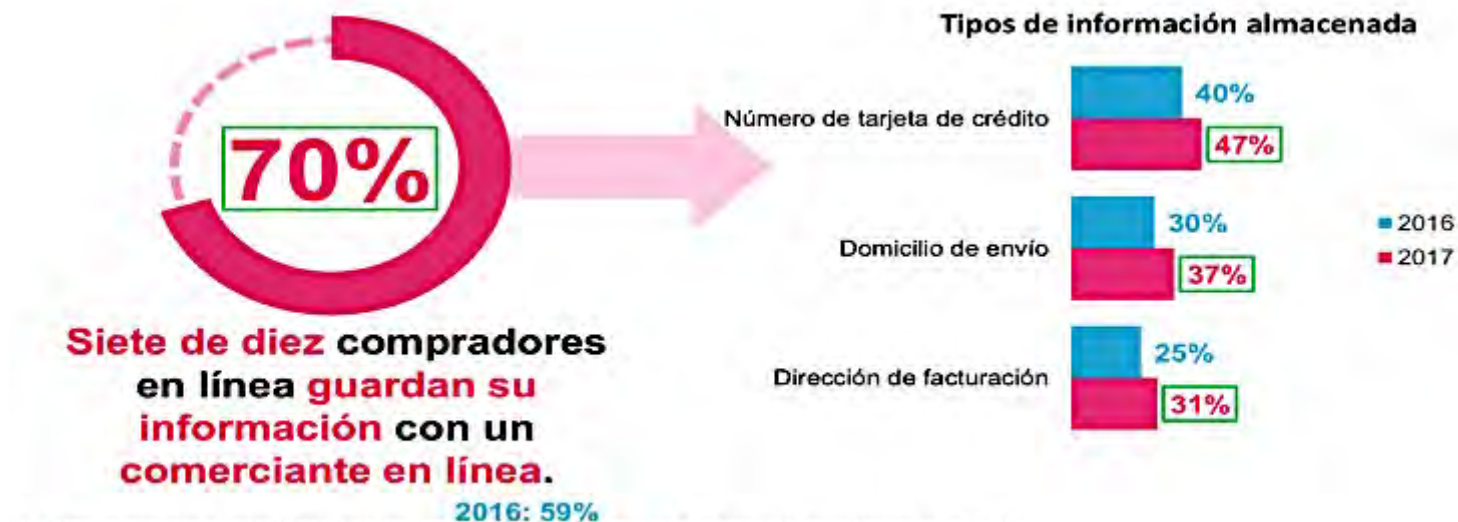 70%
Siete de diez compradores
en línea guardan su
información con un
comerciante en línea.
2016: 59%
Tipos de información almacenada
Número de tarjeta de crédito
40%
47%
Domicilio de envío
30%
37%
Dirección de facturación
25%
31%
2016
2017